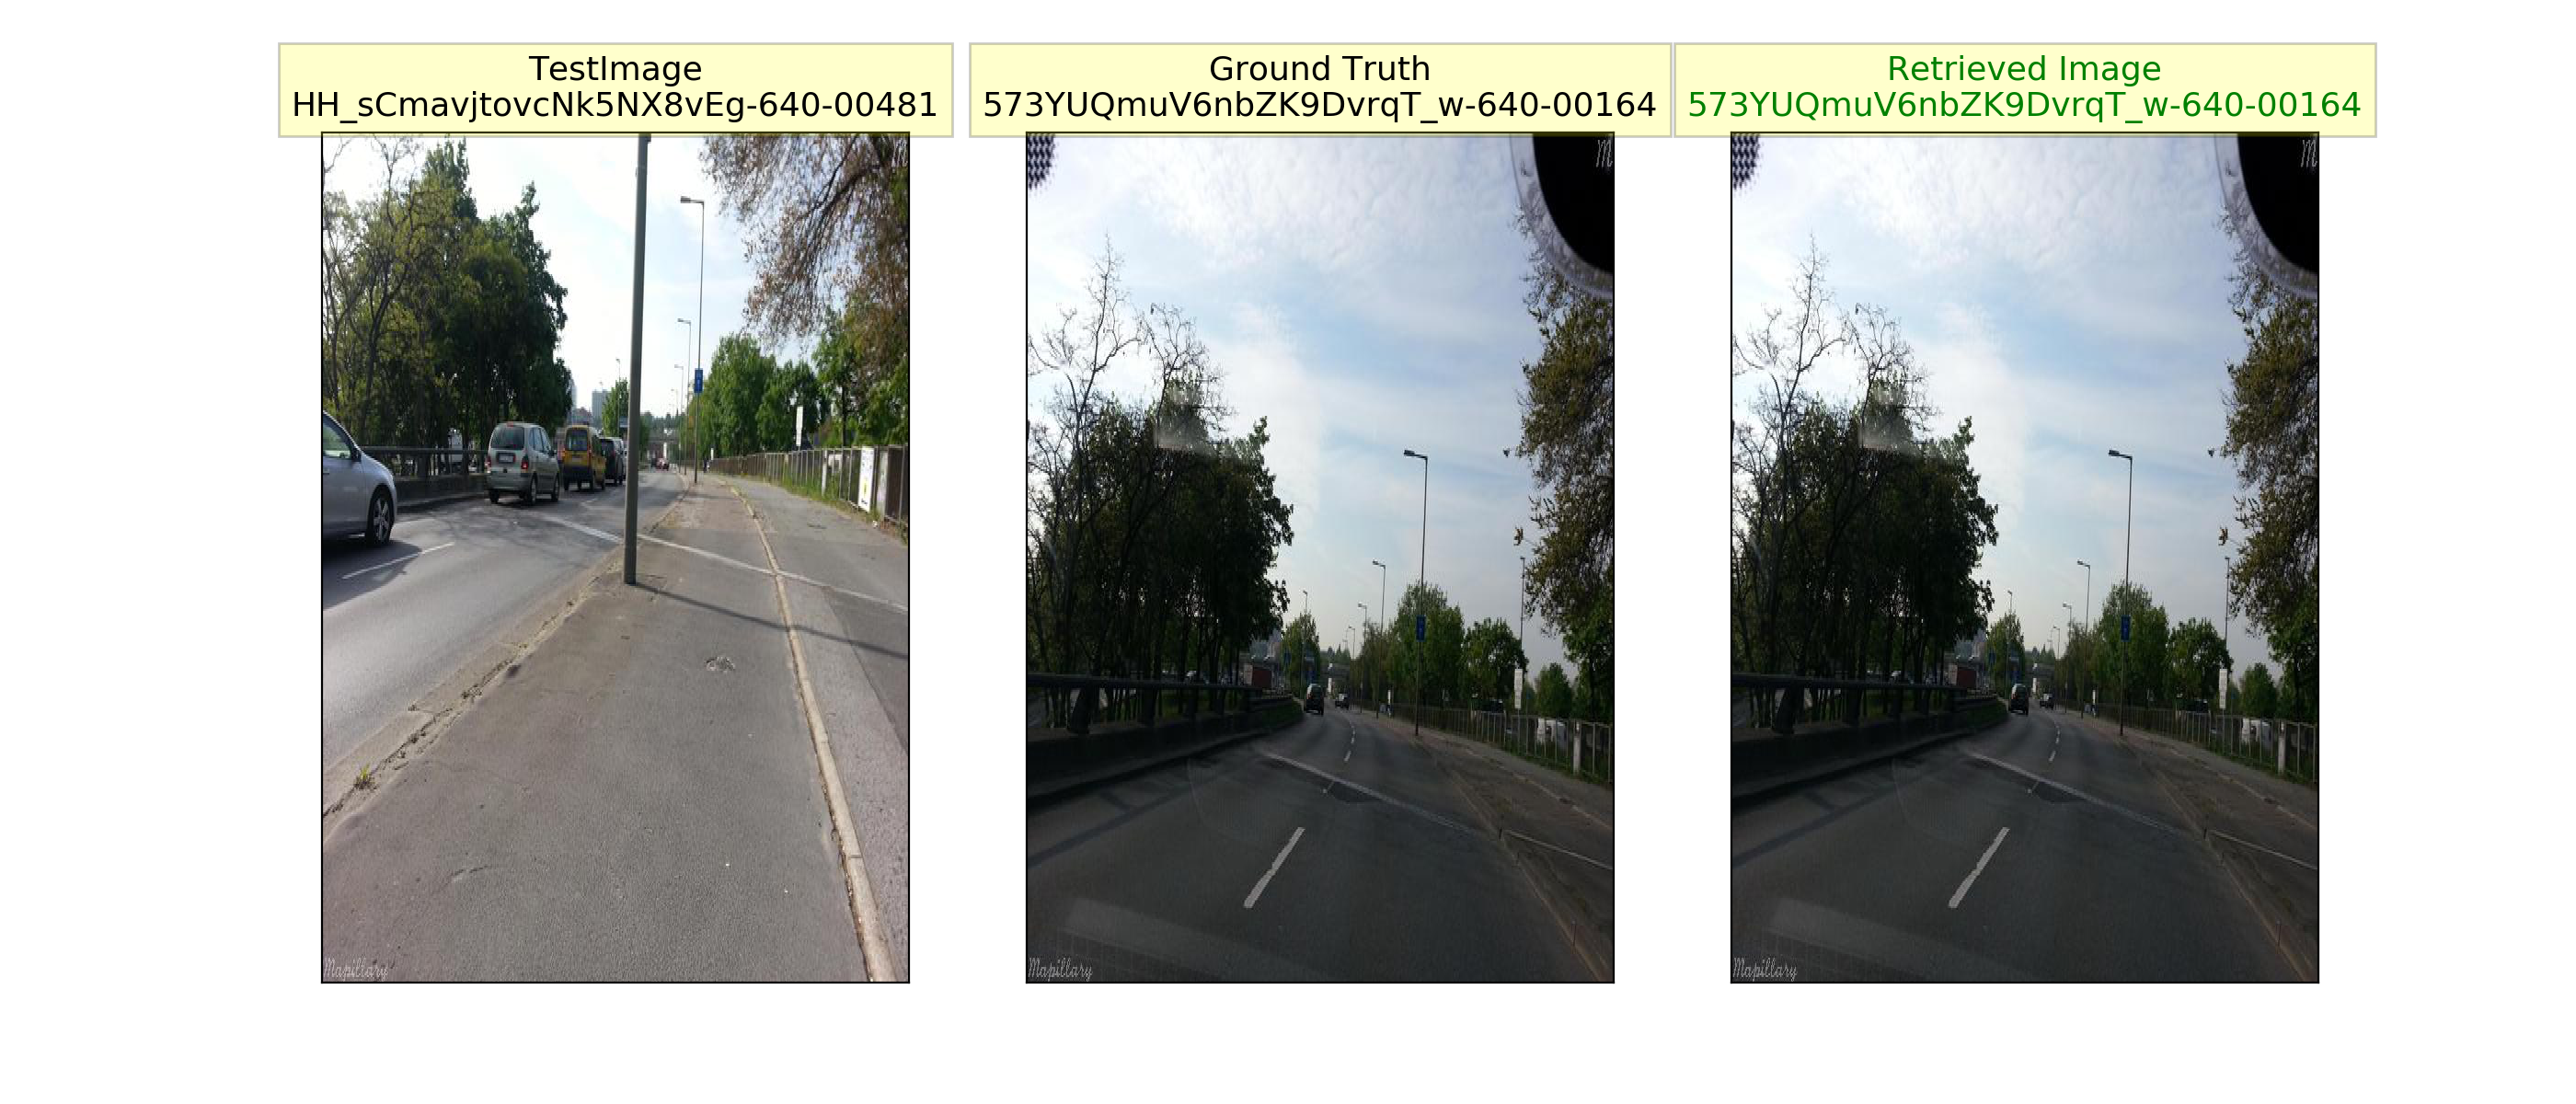 TestImage
HH_sCmavjtovcNk5NX8vEg-640-00481
Ground Truth
573YUQmuV6nbZK9DvrqT_w-640-00164
Retrieved Image
573YUQmuV6nbZK9DvrqT_w-640-00164
M
M
Mapillary
Mapillary
Mapillary